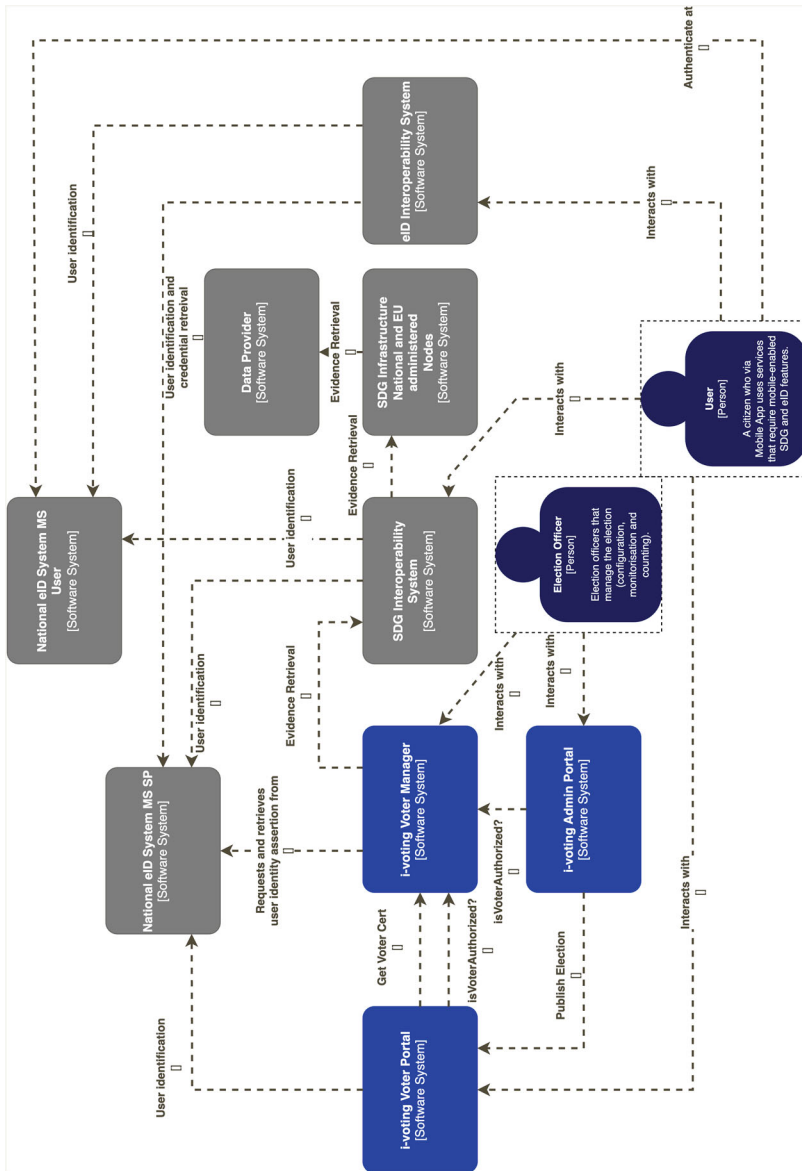 National eID System MS
User
[Software System]
User identification
National eID System MS SP
[Software System]
User identification and
credential retreival
User identification
User identification
Requests and retrieves
user identity assertion from
User identification
Evidence Retrieval
Data Provider
[Software System]
Evidence Retrieval
Evidence Retrieval
i-voting Voter Portal
[Software System]
Get Voter Cert
isVoterAuthorized?
i-voting Voter Manager
[Software System]
SDG Interoperability
System
[Software System]
SDG Infrastructure
National and EU
administered
Nodes
[Software System]
eID Interoperability System
[Software System]
isVoterAuthorized?
Interacts with
Interacts with
Interacts with
Interacts with
Publish Election
i-voting Admin Portal
[Software System]
Election Officer
[Person]
Election officers that
manage the election
(configuration,
monitorisation and
counting).
Interacts with
User
[Person]
A citizen who via
Mobile App uses services
that require mobile-enabled
SDG and eID features.
Authenticate at